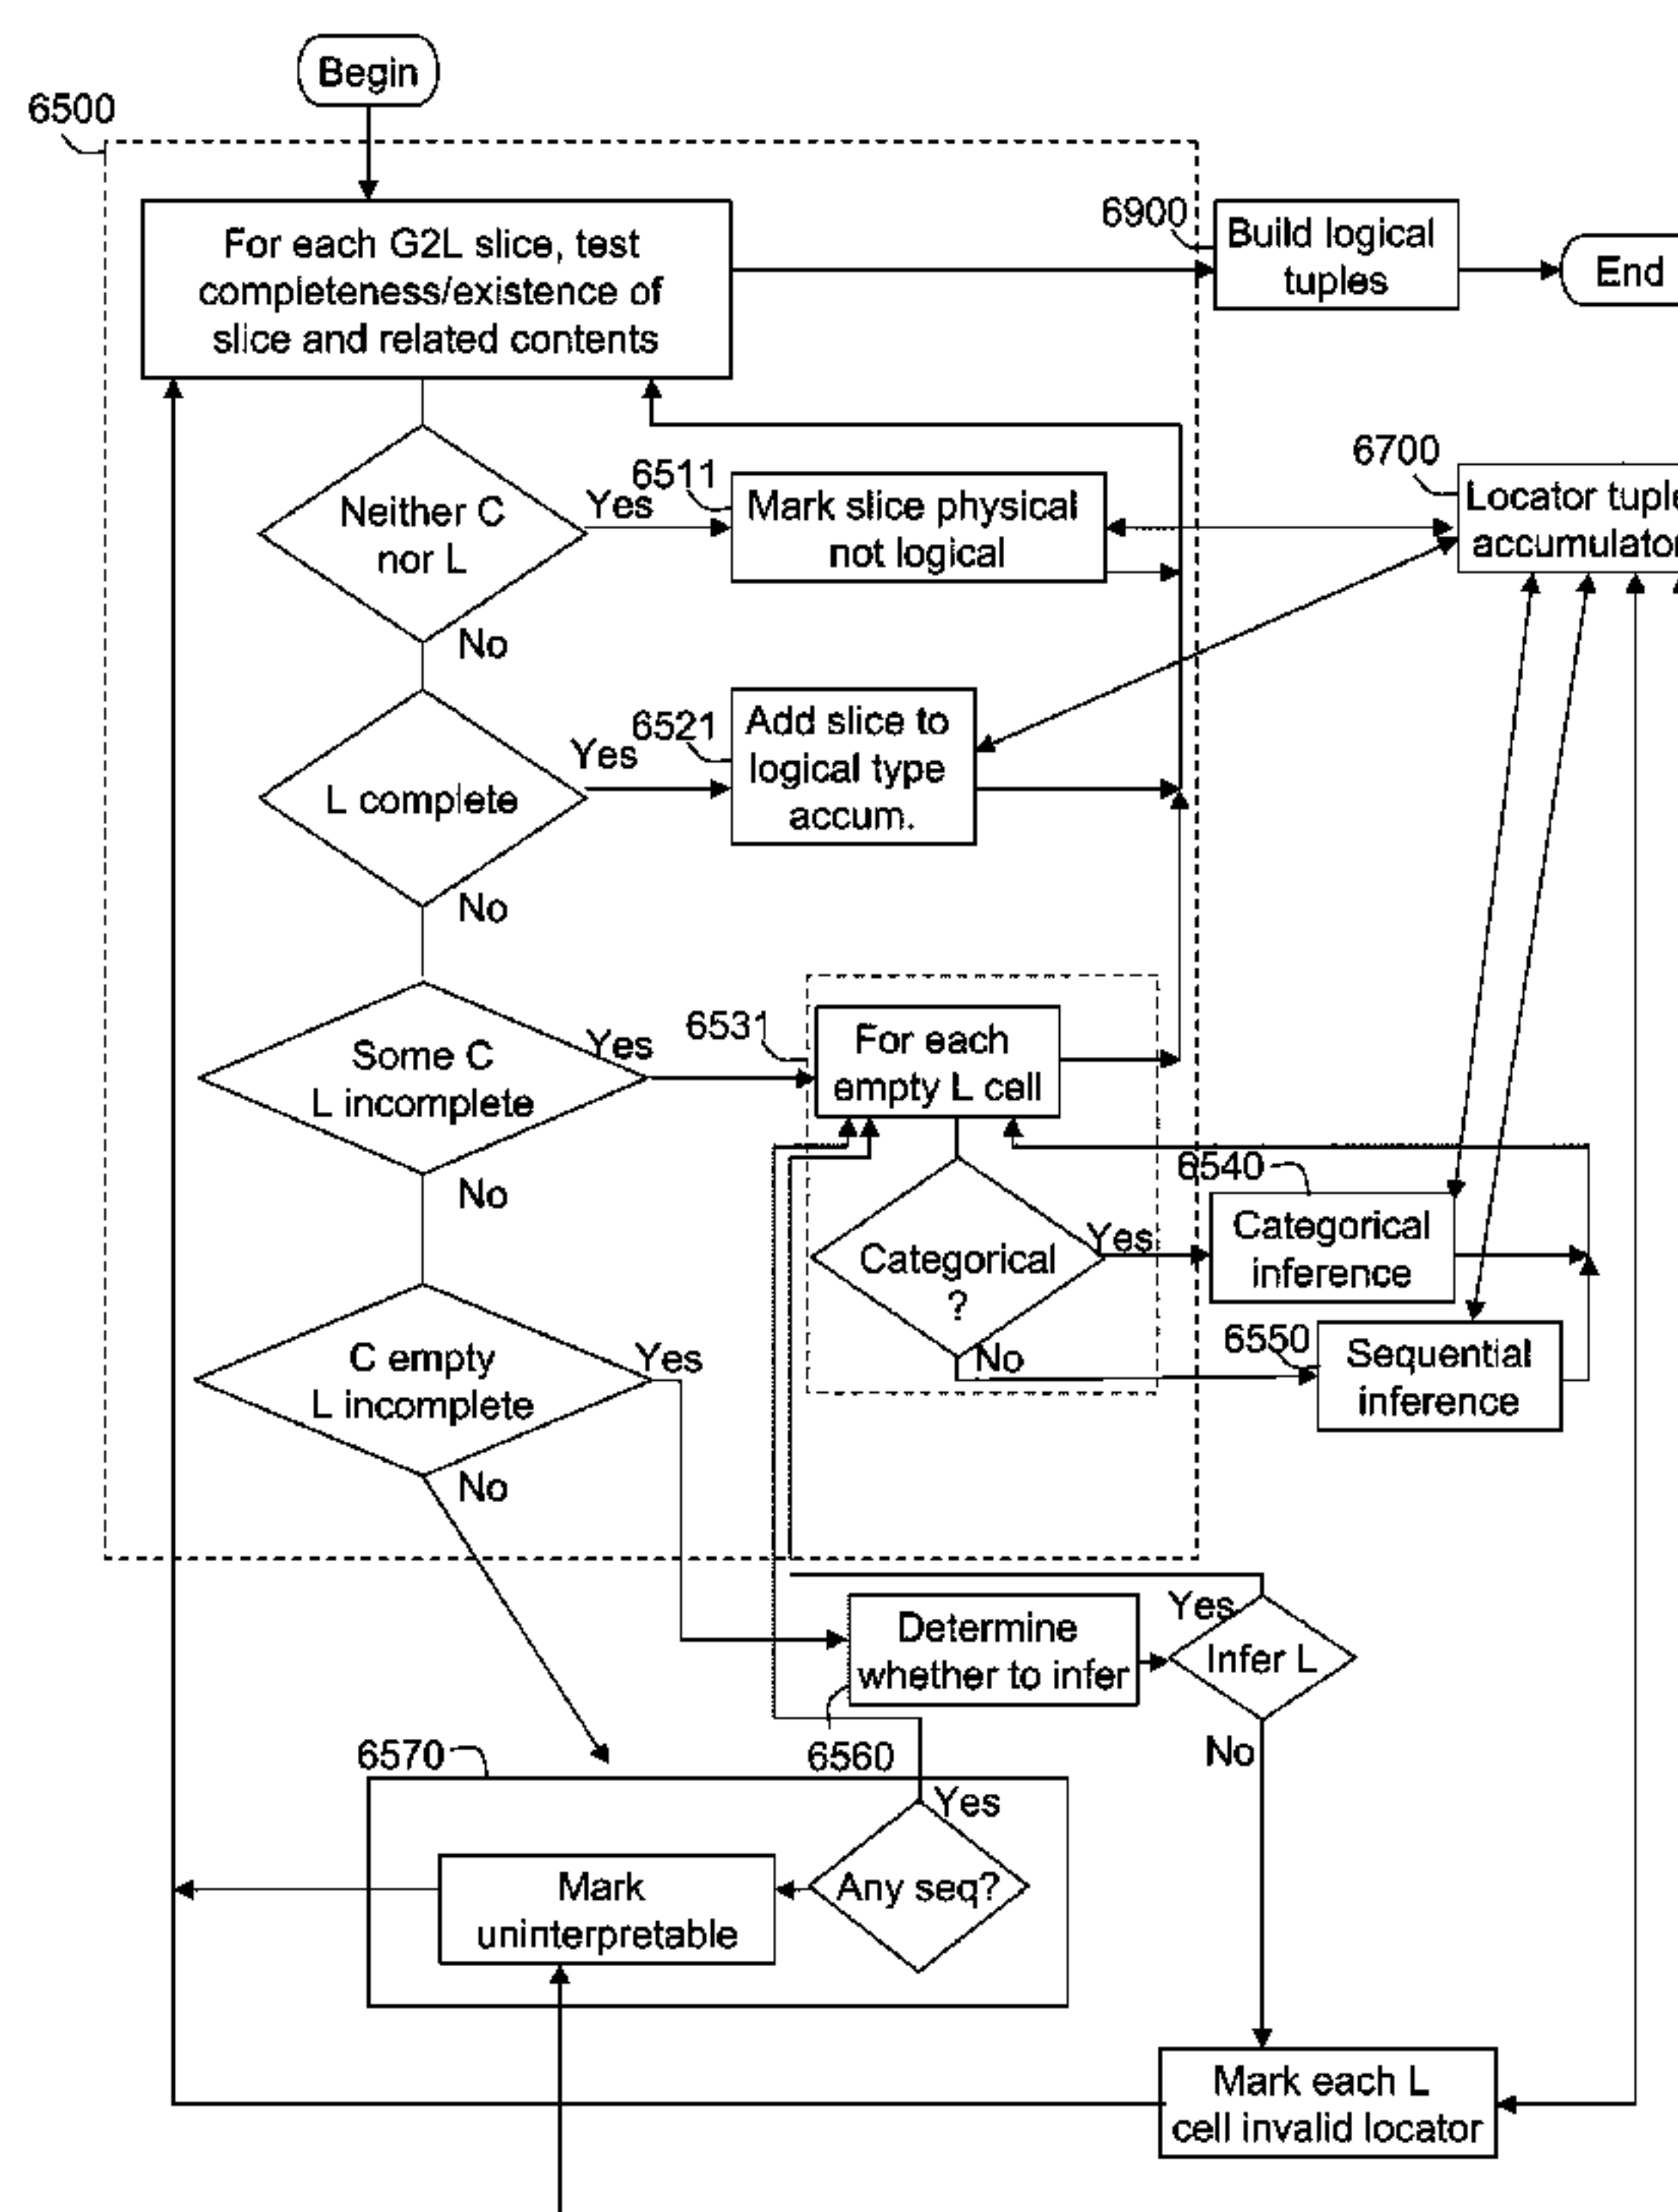 Begin
6500
For each G2L slice, test
completeness/existence of
slice and related contents
6900
Build logical
tuples
End
Neither C
nor L
Yes
No
6511
Mark slice physical
not logical
6700
Locator tuple
accumulator
L complete
Yes
No
6521
Add slice to
logical type
accum.
Some C
L incomplete
Yes
No
6531
For each
empty L cell
Categorical
?
Yes
No
6540
Categorical
inference
6550
Sequential
inference
C empty
L incomplete
Yes
No
Determine
whether to infer
6560
Yes
Infer L
No
6570
Yes
Any seq?
Mark
uninterpretable
Mark each L
cell invalid locator